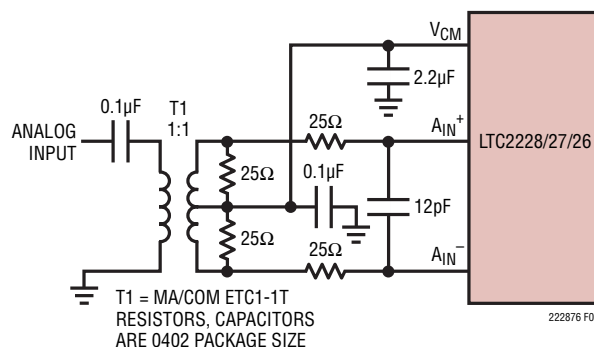 VCM
2.2µF
0.1µF
T1
1:1
ANALOG
INPUT
25Ω
AIN+
LTC2228/27/26
25Ω
0.1µF
12pF
25Ω
25Ω
AIN–
T1 = MA/COM ETC1-1T
RESISTORS, CAPACITORS
ARE 0402 PACKAGE SIZE
222876 F0